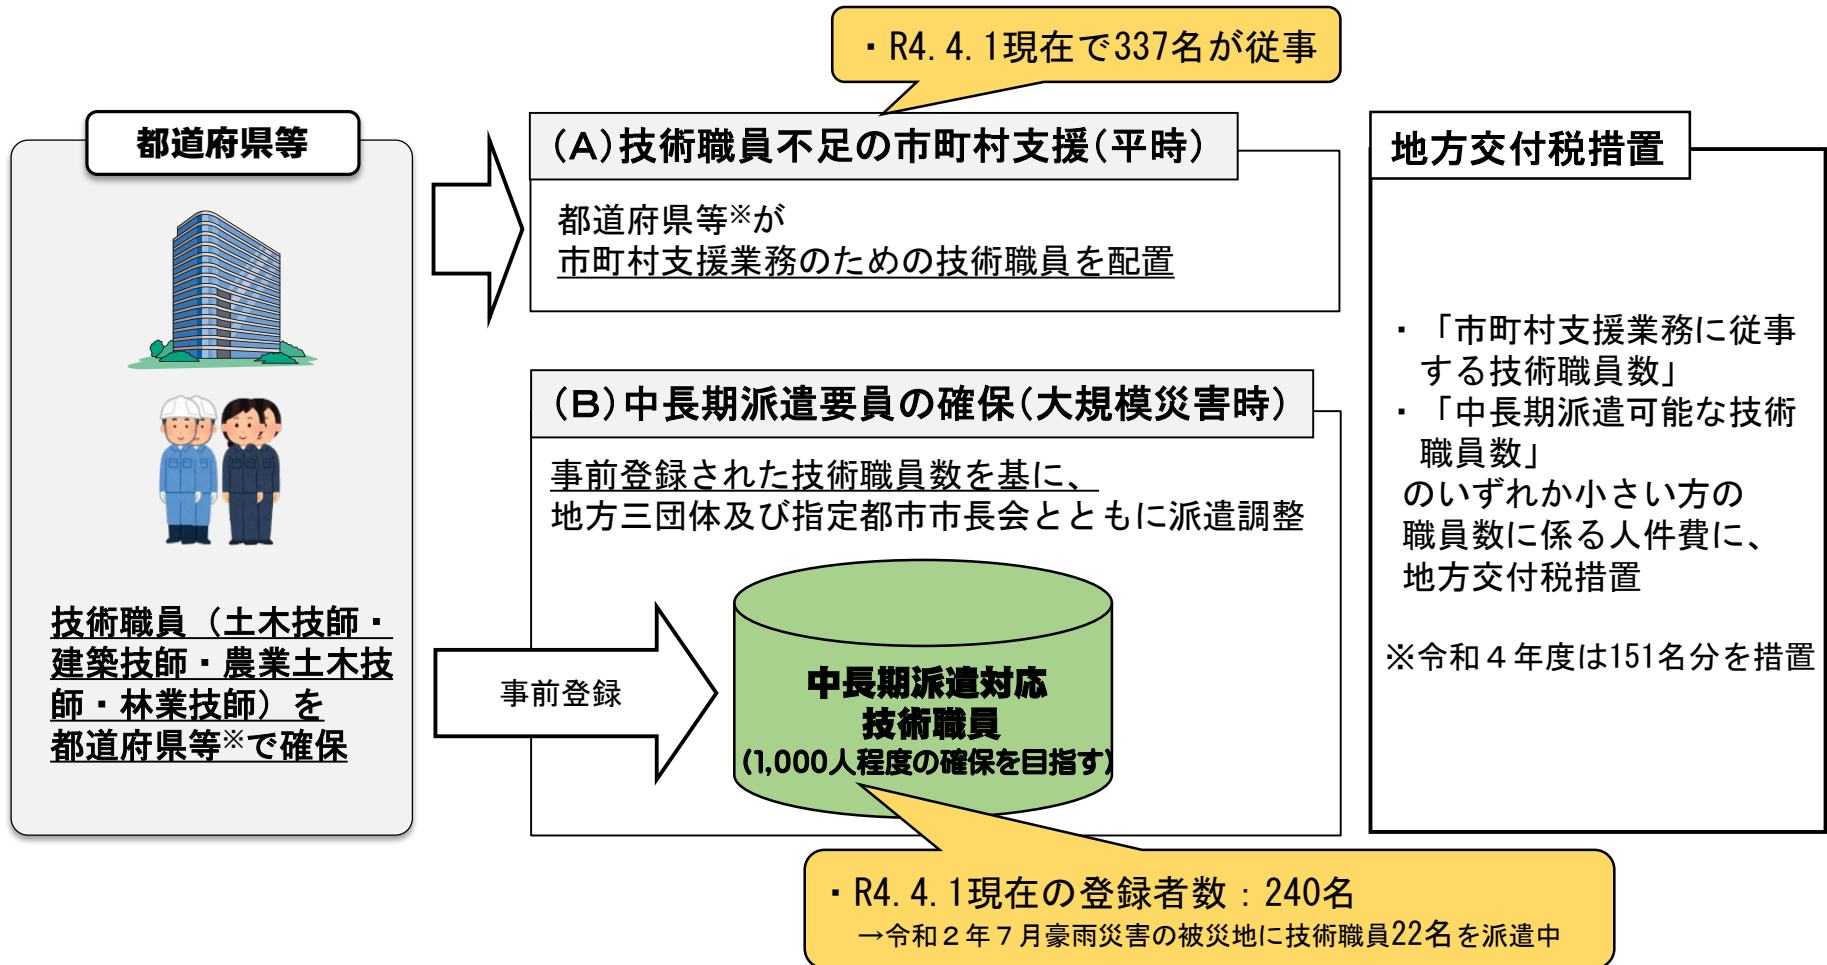 ・R4.4.1現在で337名が従事
都道府県等
技術職員（土木技師・
建築技師・農業土木技
師・林業技師）を
都道府県等※で確保
(A)技術職員不足の市町村支援(平時)
都道府県等※が
市町村支援業務のための技術職員を配置
(B)中長期派遣要員の確保(大規模災害時)
事前登録された技術職員数を基に、
地方三団体及び指定都市市長会とともに派遣調整
事前登録
中長期派遣対応
技術職員
(1,000人程度の確保を目指す)
・R4.4.1現在の登録者数：240名
→令和２年７月豪雨災害の被災地に技術職員22名を派遣中
地方交付税措置
・「市町村支援業務に従事
する技術職員数」
・「中長期派遣可能な技術
職員数」
のいずれか小さい方の
職員数に係る人件費に、
地方交付税措置
※令和４年度は151名分を措置